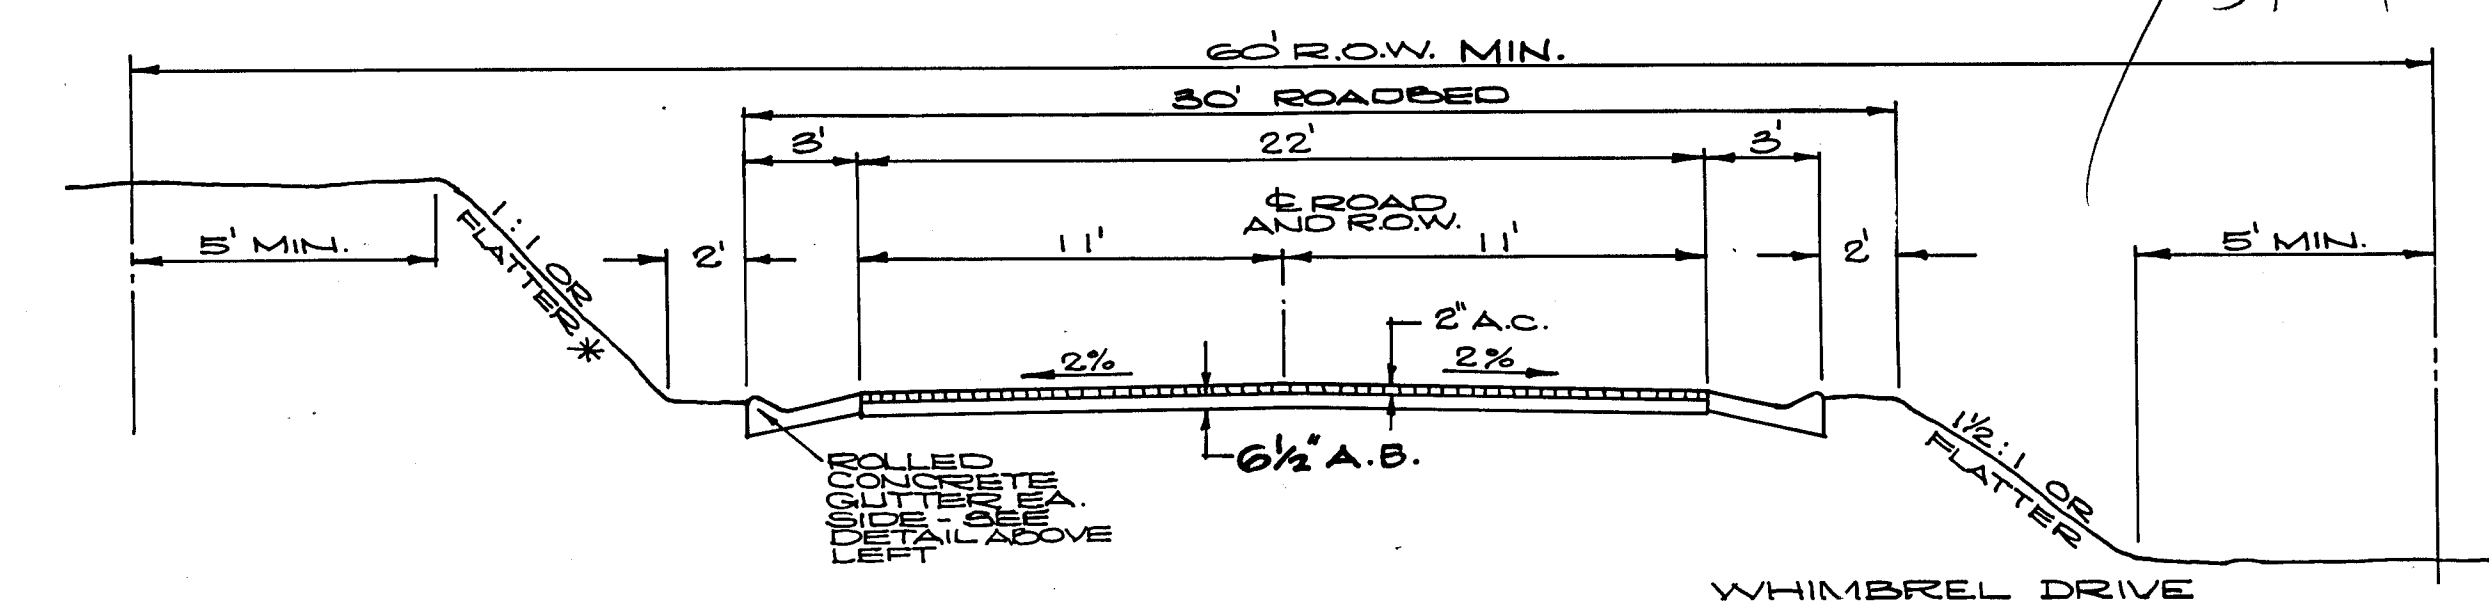 60' R.O.W. MIN.
30' ROADBED
3'
22'
3'
℄ ROAD
AND R.O.W.
5' MIN.
1:1 OR
FLATTER *
2'
11'
11'
2'
5' MIN.
2" A.C.
2%
2%
6½" A.B.
ROLLED
CONCRETE
GUTTER EA.
SIDE - SEE
DETAIL ABOVE
LEFT
1½:1 OR
FLATTER
WHIMBREL DRIVE